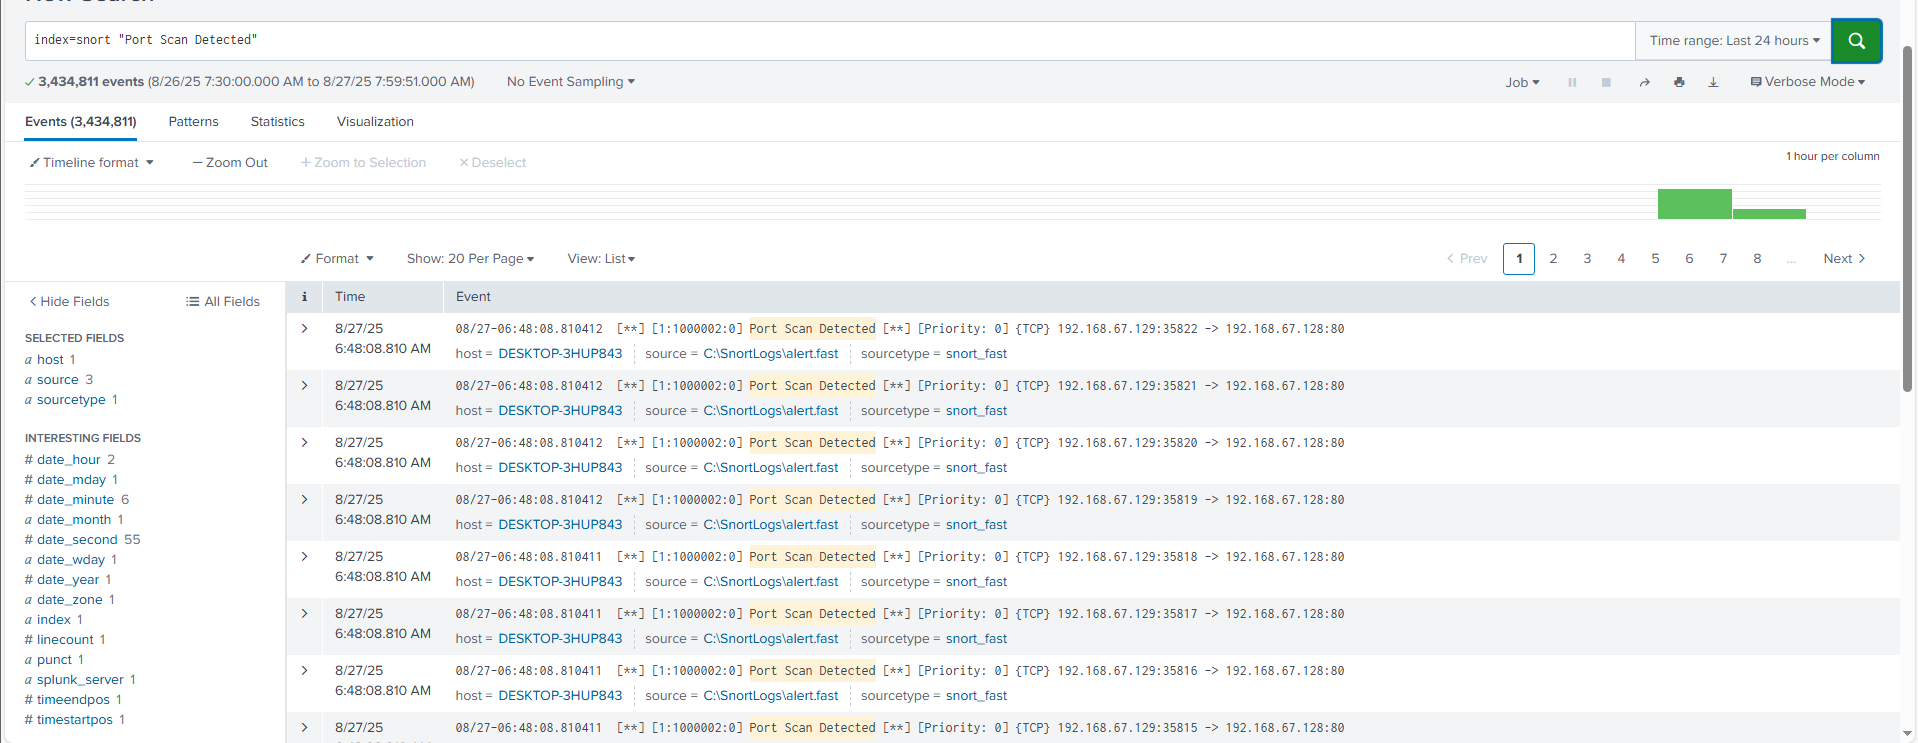 New Search
index=snort "Port Scan Detected"
Time range: Last 24 hours
3,434,811 events (8/26/25 7:30:00.000 AM to 8/27/25 7:59:51.000 AM)
No Event Sampling
Job
Verbose Mode
Events (3,434,811)
Patterns
Statistics
Visualization
Timeline format
Zoom Out
+ Zoom to Selection
× Deselect
1 hour per column
Format
Show: 20 Per Page
View: List
< Prev
1 2 3 4 5 6 7 8 ...
Next >
< Hide Fields
All Fields
i Time Event
SELECTED FIELDS
a host 1
a source 3
a sourcetype 1
INTERESTING FIELDS
# date_hour 2
# date_mday 1
# date_minute 6
a date_month 1
# date_second 55
a date_wday 1
# date_year 1
a date_zone 1
a index 1
# linecount 1
a punct 1
a splunk_server 1
# timeendpos 1
# timestartpos 1
8/27/25
6:48:08.810 AM
08/27-06:48:08.810412 [**] [1:1000002:0] Port Scan Detected [**] [Priority: 0] {TCP} 192.168.67.129:35822 -> 192.168.67.128:80
host = DESKTOP-3HUP843 source = C:\SnortLogs\alert.fast sourcetype = snort_fast
8/27/25
6:48:08.810 AM
08/27-06:48:08.810412 [**] [1:1000002:0] Port Scan Detected [**] [Priority: 0] {TCP} 192.168.67.129:35821 -> 192.168.67.128:80
host = DESKTOP-3HUP843 source = C:\SnortLogs\alert.fast sourcetype = snort_fast
8/27/25
6:48:08.810 AM
08/27-06:48:08.810412 [**] [1:1000002:0] Port Scan Detected [**] [Priority: 0] {TCP} 192.168.67.129:35820 -> 192.168.67.128:80
host = DESKTOP-3HUP843 source = C:\SnortLogs\alert.fast sourcetype = snort_fast
8/27/25
6:48:08.810 AM
08/27-06:48:08.810412 [**] [1:1000002:0] Port Scan Detected [**] [Priority: 0] {TCP} 192.168.67.129:35819 -> 192.168.67.128:80
host = DESKTOP-3HUP843 source = C:\SnortLogs\alert.fast sourcetype = snort_fast
8/27/25
6:48:08.810 AM
08/27-06:48:08.810411 [**] [1:1000002:0] Port Scan Detected [**] [Priority: 0] {TCP} 192.168.67.129:35818 -> 192.168.67.128:80
host = DESKTOP-3HUP843 source = C:\SnortLogs\alert.fast sourcetype = snort_fast
8/27/25
6:48:08.810 AM
08/27-06:48:08.810411 [**] [1:1000002:0] Port Scan Detected [**] [Priority: 0] {TCP} 192.168.67.129:35817 -> 192.168.67.128:80
host = DESKTOP-3HUP843 source = C:\SnortLogs\alert.fast sourcetype = snort_fast
8/27/25
6:48:08.810 AM
08/27-06:48:08.810411 [**] [1:1000002:0] Port Scan Detected [**] [Priority: 0] {TCP} 192.168.67.129:35816 -> 192.168.67.128:80
host = DESKTOP-3HUP843 source = C:\SnortLogs\alert.fast sourcetype = snort_fast
8/27/25
08/27-06:48:08.810411 [**] [1:1000002:0] Port Scan Detected [**] [Priority: 0] {TCP} 192.168.67.129:35815 -> 192.168.67.128:80